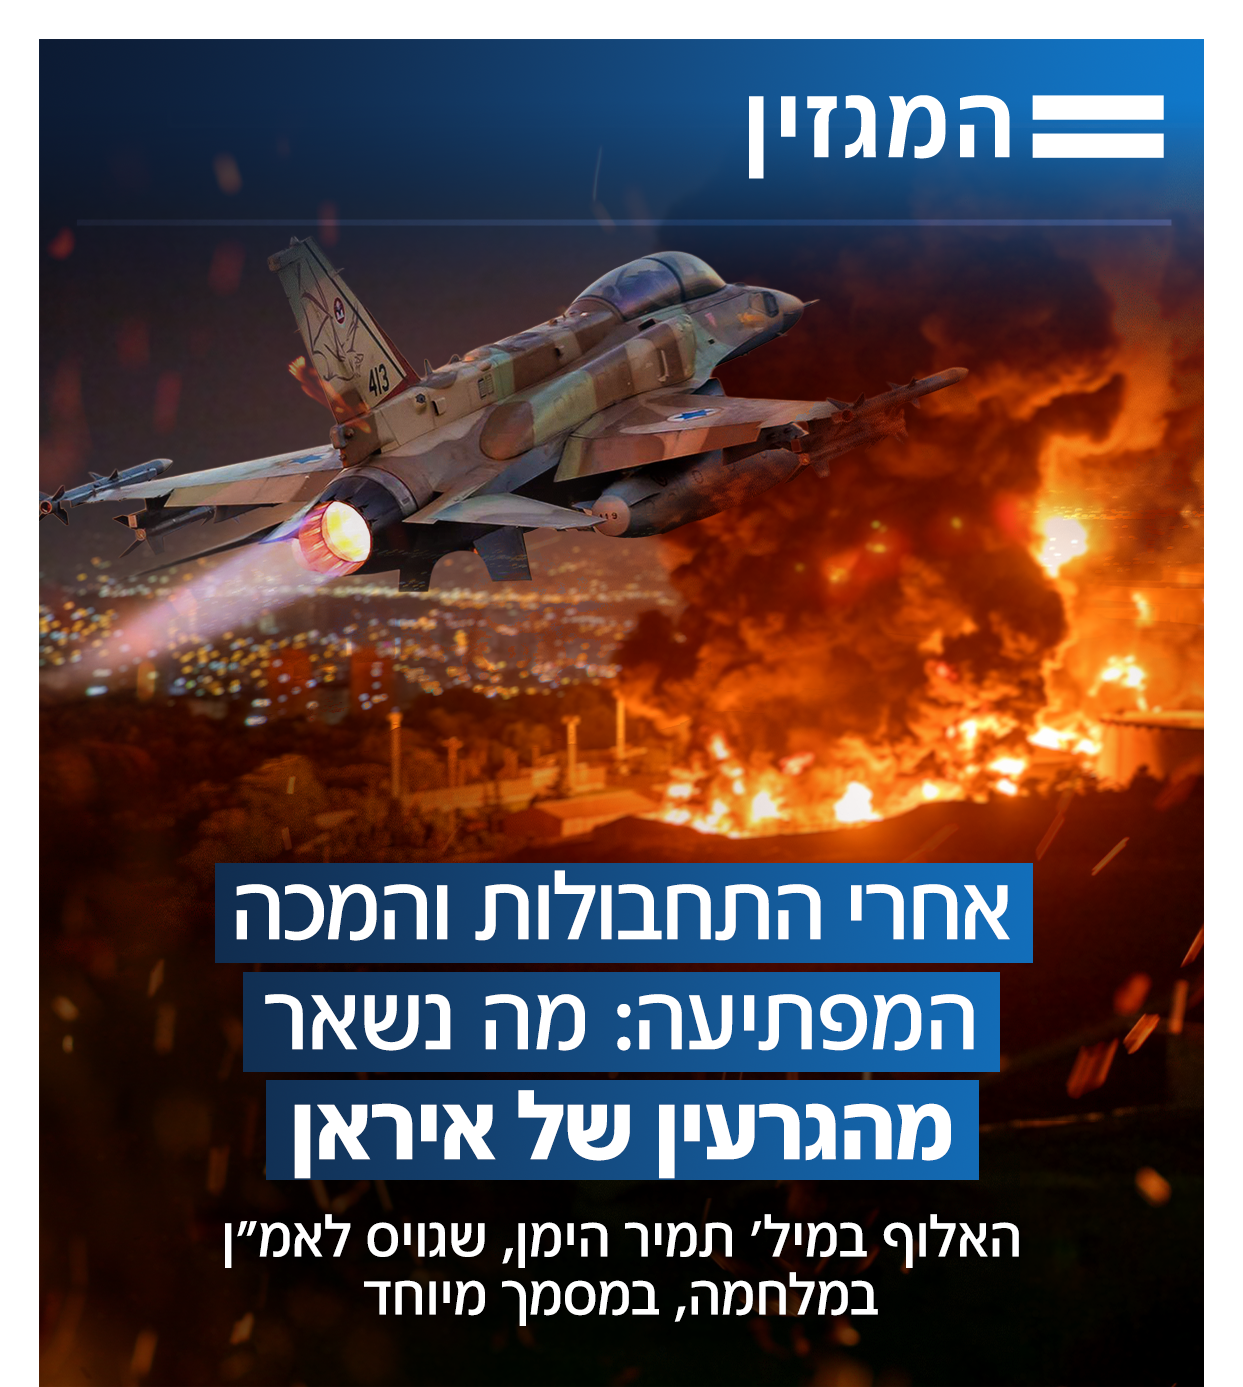 המגזין
413
אחרי התחבולות והמכה
המפתיעה: מה נשאר
מהגרעין של איראן
האלוף במיל׳ תמיר הימן, שגויס לאמ״ן
במלחמה, במסמך מיוחד